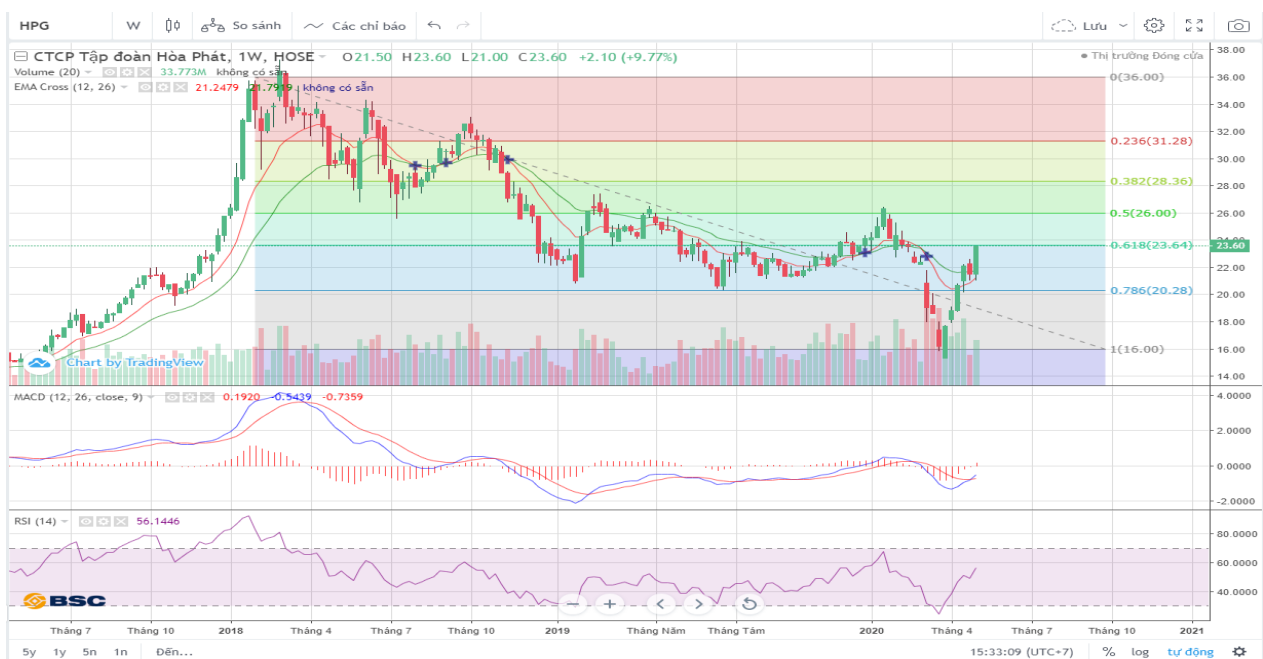 HPG W So sánh Các chỉ báo Lưu
CTCP Tập đoàn Hòa Phát, 1W, HOSE O21.50 H23.60 L21.00 C23.60 +2.10 (+9.77%)
Thị trường Đóng cửa
Volume (20) 33.773M không có sẵn
EMA Cross (12, 26) 21.2479 21.7919 không có sẵn
38.00
0(36.00)
36.00
34.00
32.00
0.236(31.28)
30.00
0.382(28.36)
28.00
0.5(26.00)
26.00
24.00
0.618(23.64)
23.60
22.00
0.786(20.28)
20.00
18.00
1(16.00)
16.00
14.00
Chart by TradingView
MACD (12, 26, close, 9) 0.1920 -0.5439 -0.7359
4.0000
2.0000
0.0000
-2.0000
RSI (14) 56.1446
80.0000
60.0000
40.0000
BSC
Tháng 7 Tháng 10 2018 Tháng 4 Tháng 7 Tháng 10 2019 Tháng Năm Tháng Tám 2020 Tháng 4 Tháng 7 Tháng 10 2021
5y 1y 5n 1n Đến... 15:33:09 (UTC+7) % log tự động